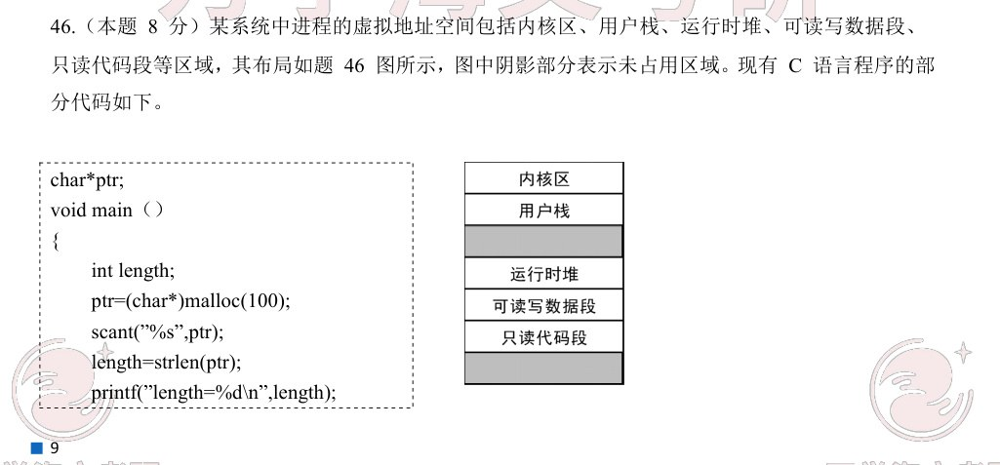 46.（本题 8 分）某系统中进程的虚拟地址空间包括内核区、用户栈、运行时堆、可读写数据段、
只读代码段等区域，其布局如题 46 图所示，图中阴影部分表示未占用区域。现有 C 语言程序的部
分代码如下。
char*ptr;
void main（）
{
int length;
ptr=(char*)malloc(100);
scant(”%s”,ptr);
length=strlen(ptr);
printf(”length=%d\n”,length);
内核区
用户栈
运行时堆
可读写数据段
只读代码段
9